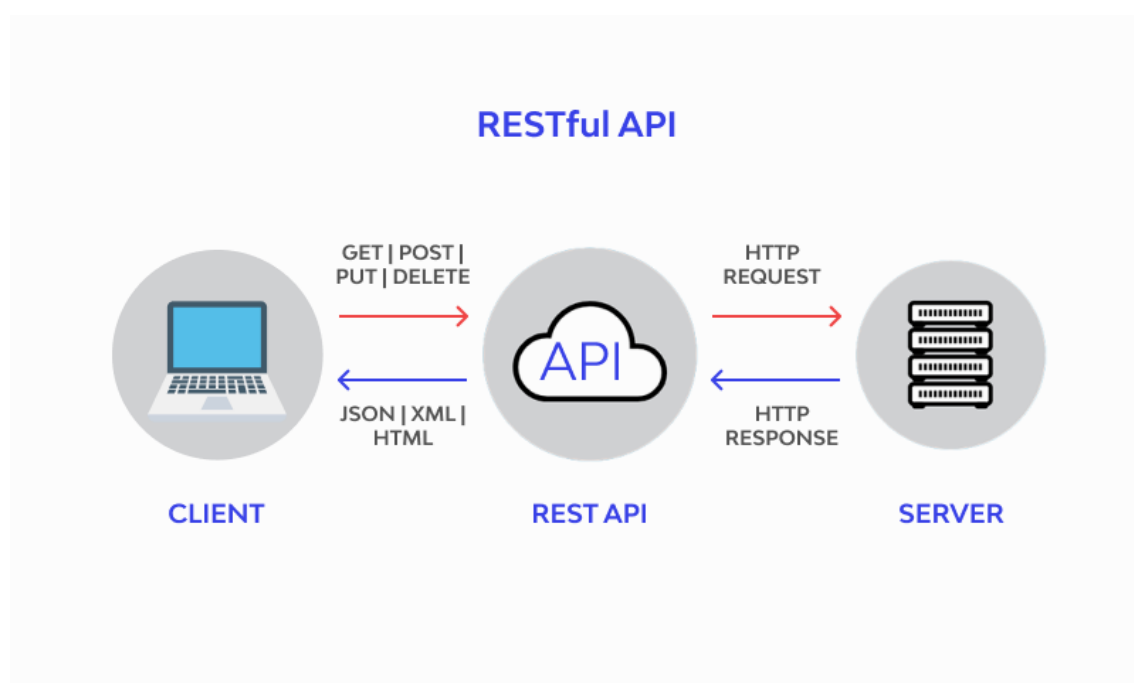 RESTful API
GET | POST |
PUT | DELETE
HTTP
REQUEST
API
JSON | XML |
HTML
HTTP
RESPONSE
CLIENT
REST API
SERVER